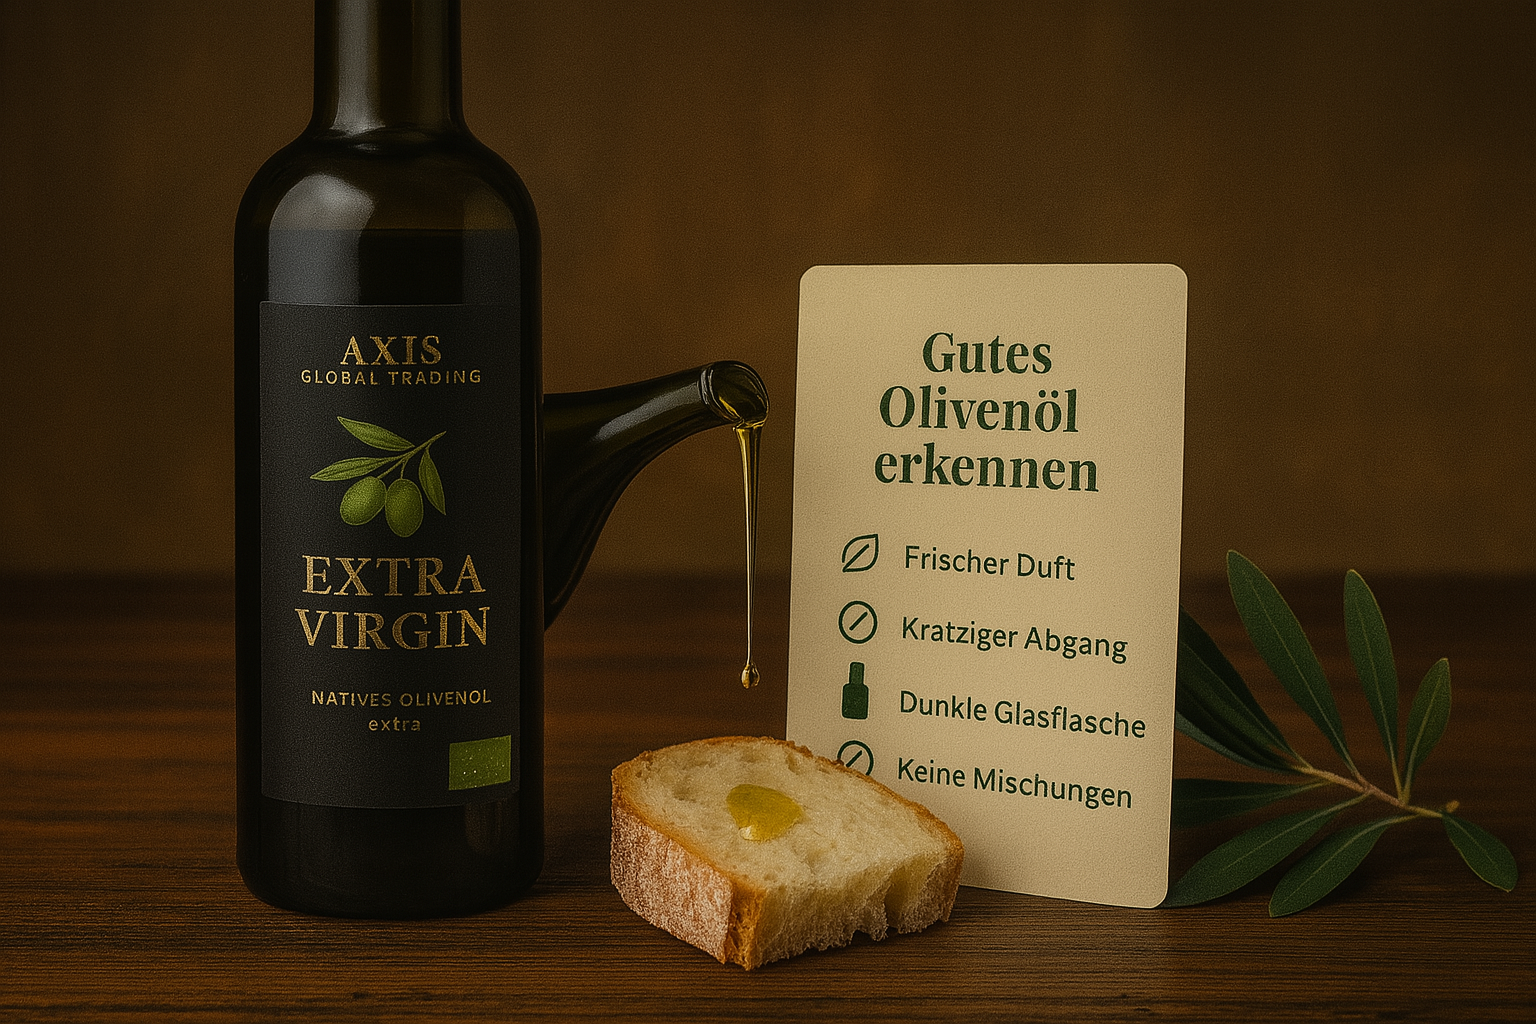 AXIS
GLOBAL TRADING
EXTRA
VIRGIN
NATIVES OLIVENOL
extra
Gutes
Olivenöl
erkennen
Frischer Duft
Kratziger Abgang
Dunkle Glasflasche
Keine Mischungen